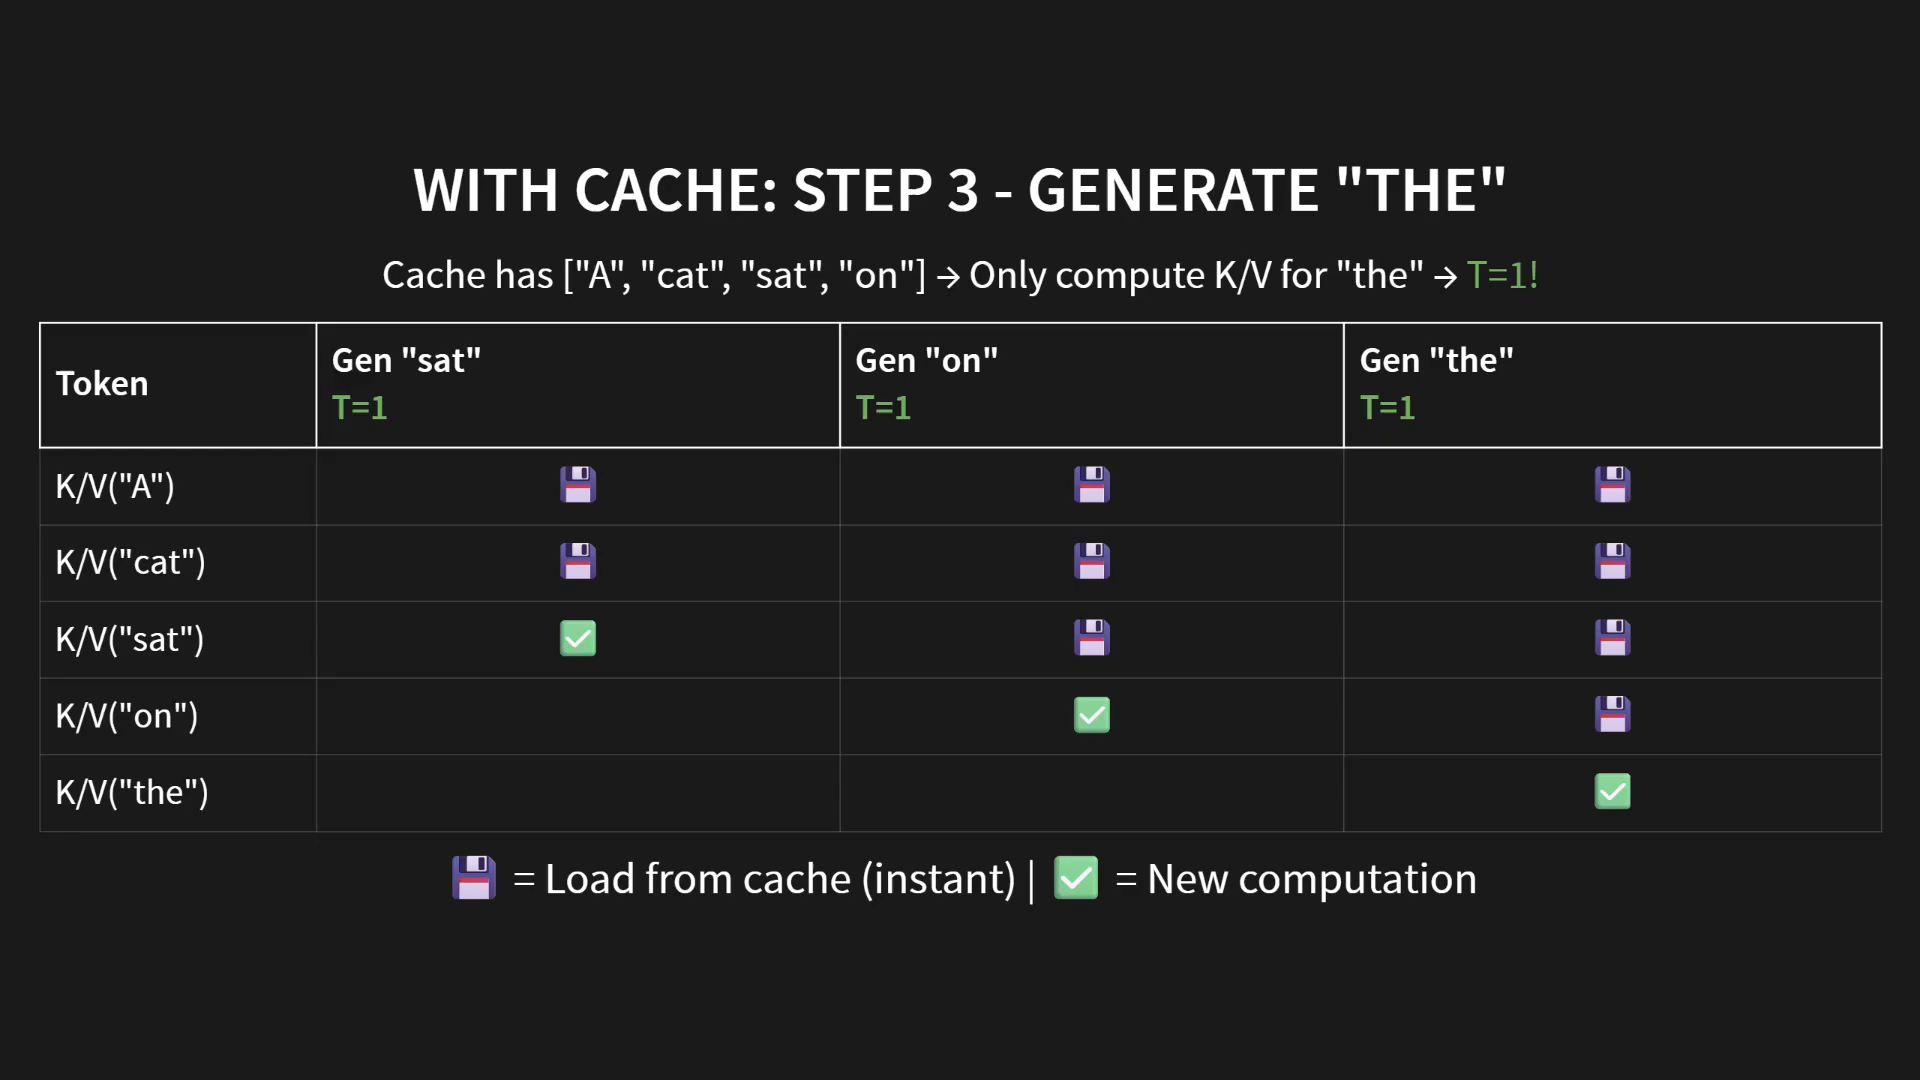 WITH CACHE: STEP 3 - GENERATE "THE"
Cache has ["A", "cat", "sat", "on"] → Only compute K/V for "the" → T=1!
Token
Gen "sat"
T=1
Gen "on"
T=1
Gen "the"
T=1
K/V("A")
K/V("cat")
K/V("sat")
K/V("on")
K/V("the")
💾 = Load from cache (instant) | ✅ = New computation